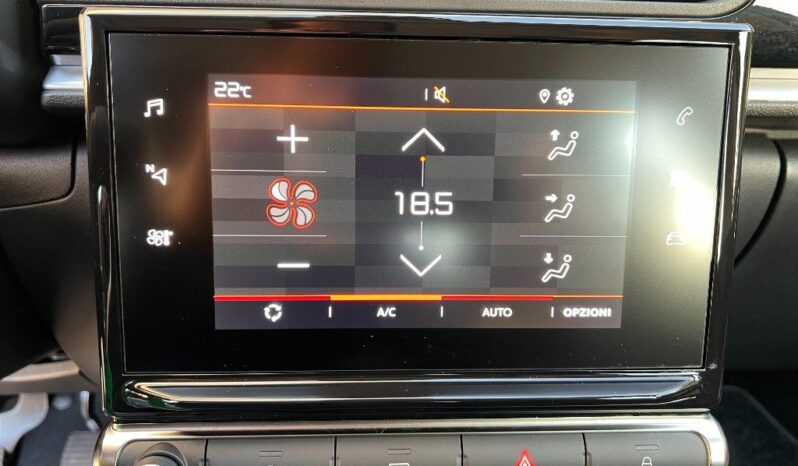 22°C
N
18.5
A/C
AUTO
OPZIONI